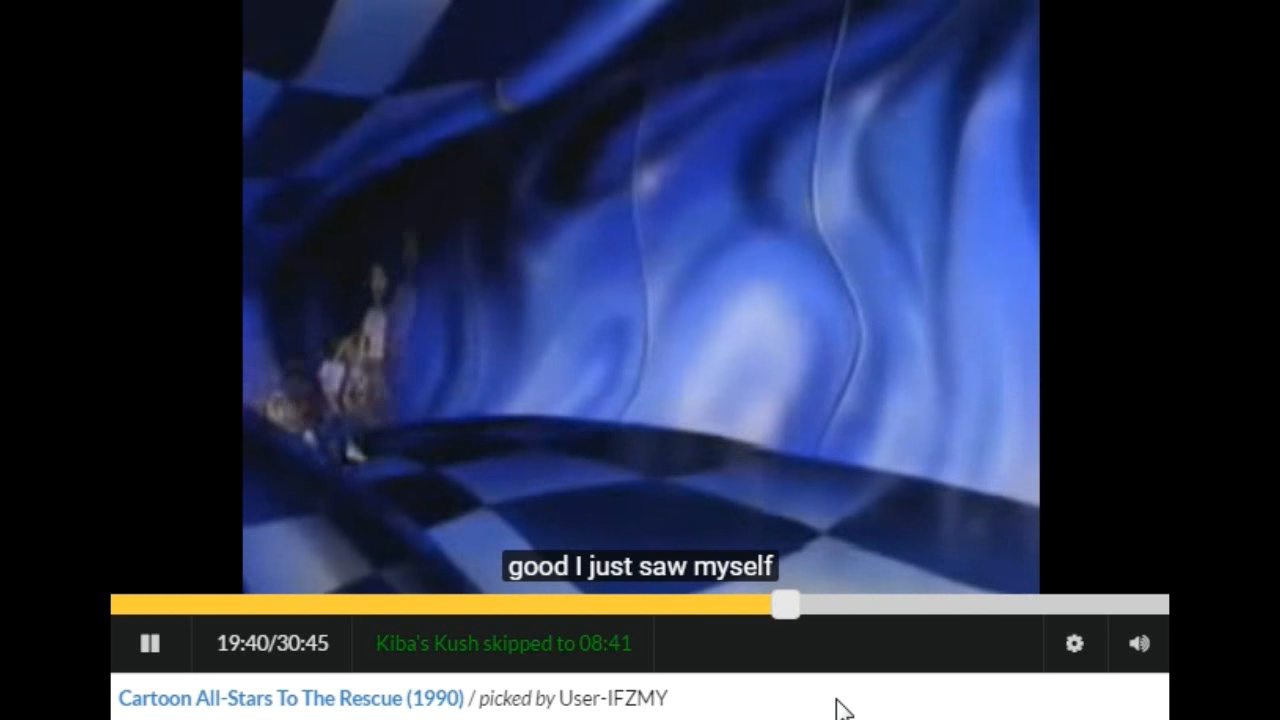 good I just saw myself
19:40/30:45 Kiba's Kush skipped to 08:41
Cartoon All-Stars To The Rescue (1990) / picked by User-IFZMY